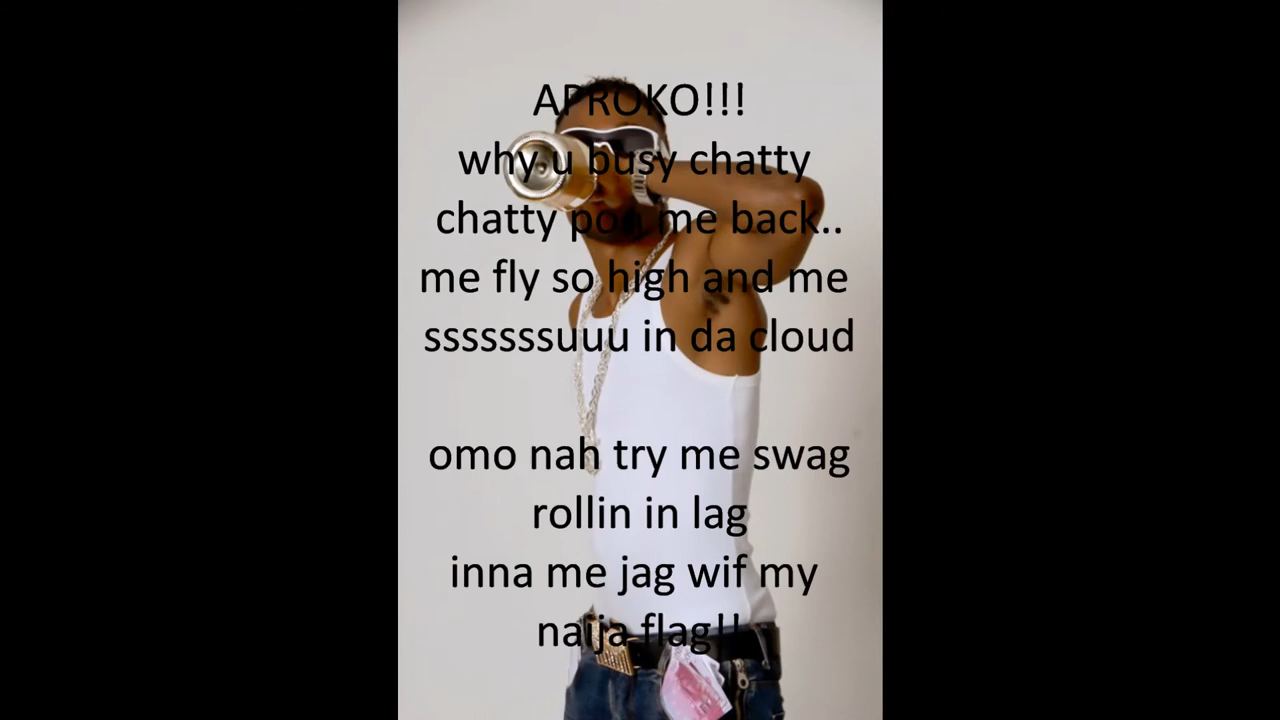 APROKO!!!
why u busy chatty
chatty pon me back..
me fly so high and me
sssssssuuu in da cloud
omo nah try me swag
rollin in lag
inna me jag wif my
naija flag!!